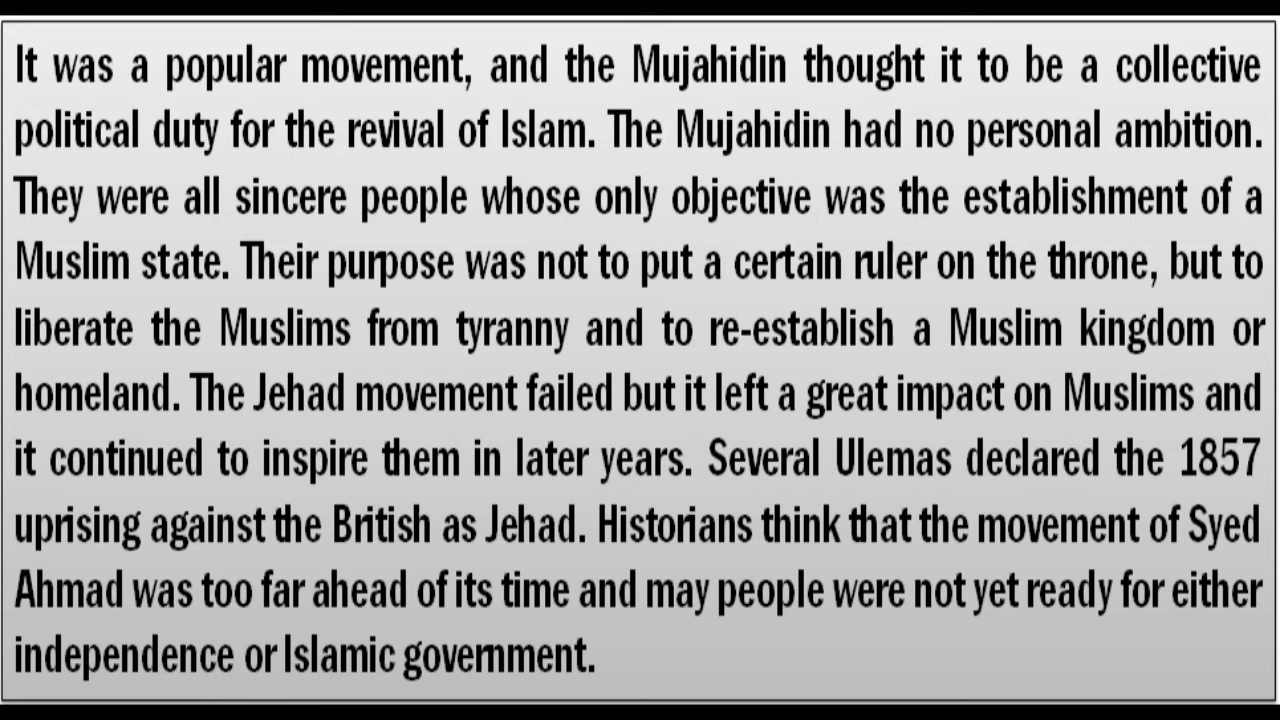 It was a popular movement, and the Mujahidin thought it to be a collective
political duty for the revival of Islam. The Mujahidin had no personal ambition.
They were all sincere people whose only objective was the establishment of a
Muslim state. Their purpose was not to put a certain ruler on the throne, but to
liberate the Muslims from tyranny and to re-establish a Muslim kingdom or
homeland. The Jehad movement failed but it left a great impact on Muslims and
it continued to inspire them in later years. Several Ulemas declared the 1857
uprising against the British as Jehad. Historians think that the movement of Syed
Ahmad was too far ahead of its time and may people were not yet ready for either
independence or Islamic government.